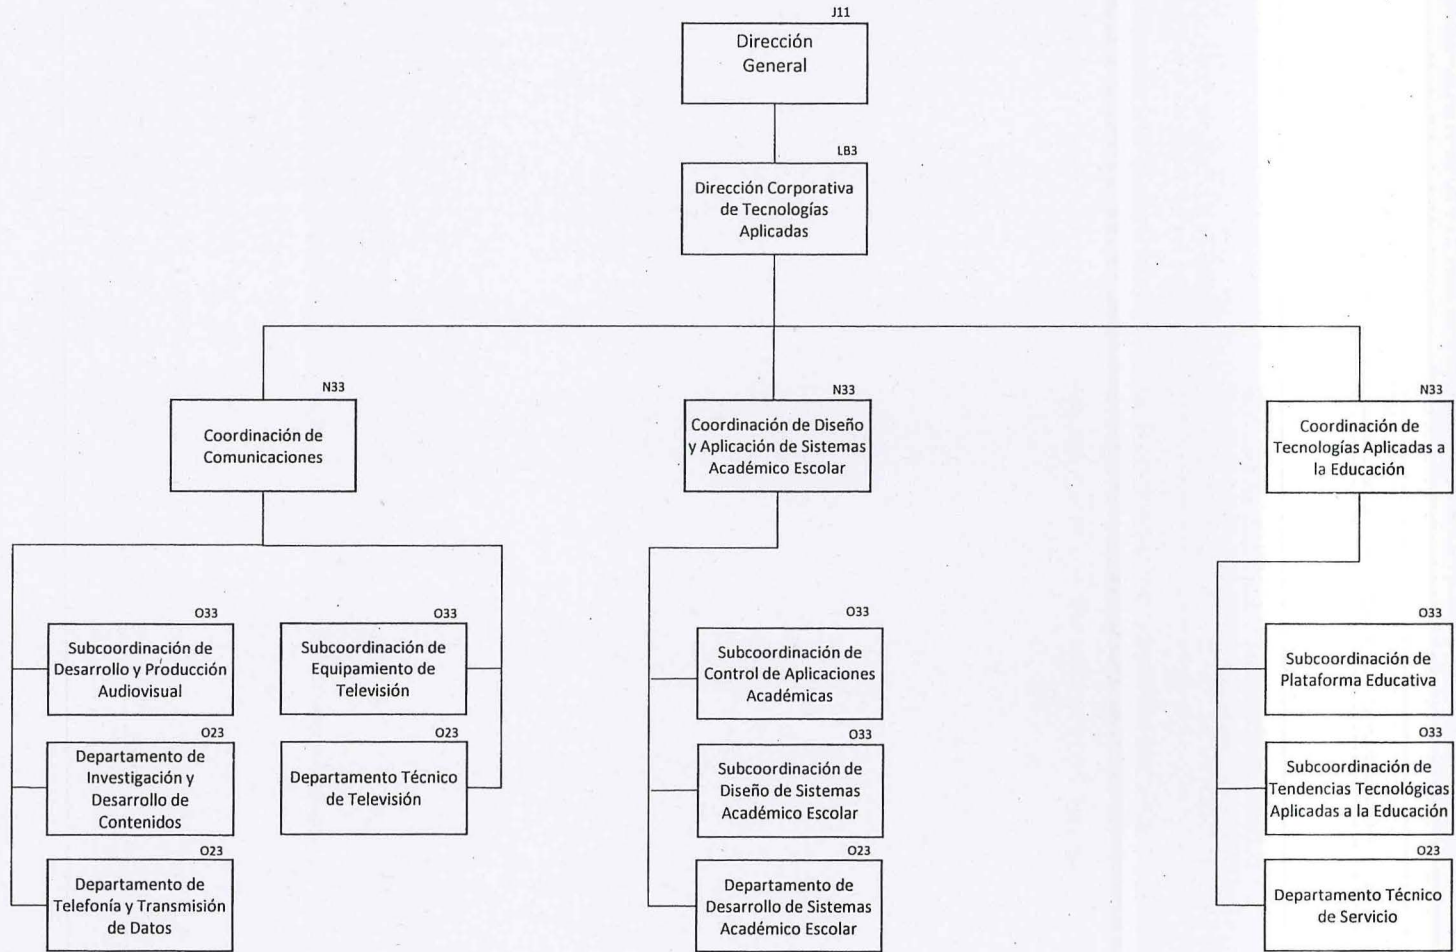 J11
Dirección
General
LB3
Dirección Corporativa
de Tecnologías
Aplicadas
N33
Coordinación de
Comunicaciones
N33
Coordinación de Diseño
y Aplicación de Sistemas
Académico Escolar
N33
Coordinación de
Tecnologías Aplicadas a
la Educación
O33
Subcoordinación de
Desarrollo y Producción
Audiovisual
O33
Subcoordinación de
Equipamiento de
Televisión
O23
Departamento de
Investigación y
Desarrollo de
Contenidos
O23
Departamento Técnico
de Televisión
O23
Departamento de
Telefonía y Transmisión
de Datos
O33
Subcoordinación de
Control de Aplicaciones
Académicas
O33
Subcoordinación de
Diseño de Sistemas
Académico Escolar
O23
Departamento de
Desarrollo de Sistemas
Académico Escolar
O33
Subcoordinación de
Plataforma Educativa
O33
Subcoordinación de
Tendencias Tecnológicas
Aplicadas a la Educación
O23
Departamento Técnico
de Servicio